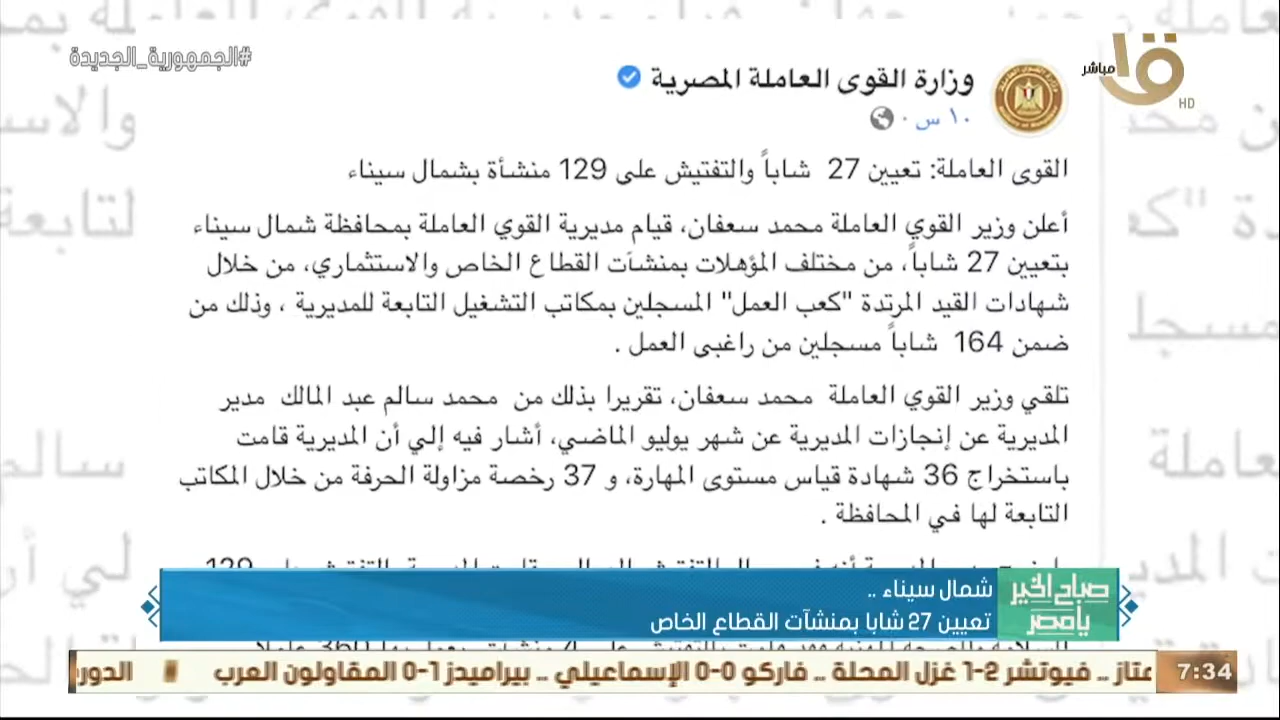 #الجمهورية_الجديدة
مباشر
HD
وزارة القوى العاملة المصرية
١٠ س ·
القوى العاملة: تعيين 27 شاباً والتفتيش على 129 منشأة بشمال سيناء
أعلن وزير القوي العاملة محمد سعفان، قيام مديرية القوي العاملة بمحافظة شمال سيناء
بتعيين 27 شاباً، من مختلف المؤهلات بمنشآت القطاع الخاص والاستثماري، من خلال
شهادات القيد المرتدة "كعب العمل" المسجلين بمكاتب التشغيل التابعة للمديرية ، وذلك من
ضمن 164 شاباً مسجلين من راغبى العمل .
تلقي وزير القوي العاملة محمد سعفان، تقريرا بذلك من محمد سالم عبد المالك مدير
المديرية عن إنجازات المديرية عن شهر يوليو الماضي، أشار فيه إلي أن المديرية قامت
باستخراج 36 شهادة قياس مستوى المهارة، و 37 رخصة مزاولة الحرفة من خلال المكاتب
التابعة لها في المحافظة .
صباح الخير
يا مصر
شمال سيناء ..
تعيين 27 شابا بمنشآت القطاع الخاص
7:34
متاز .. فيوتشر 2-1 غزل المحلة .. فاركو 0-0 الإسماعيلي .. بيراميدز 1-0 المقاولون العرب